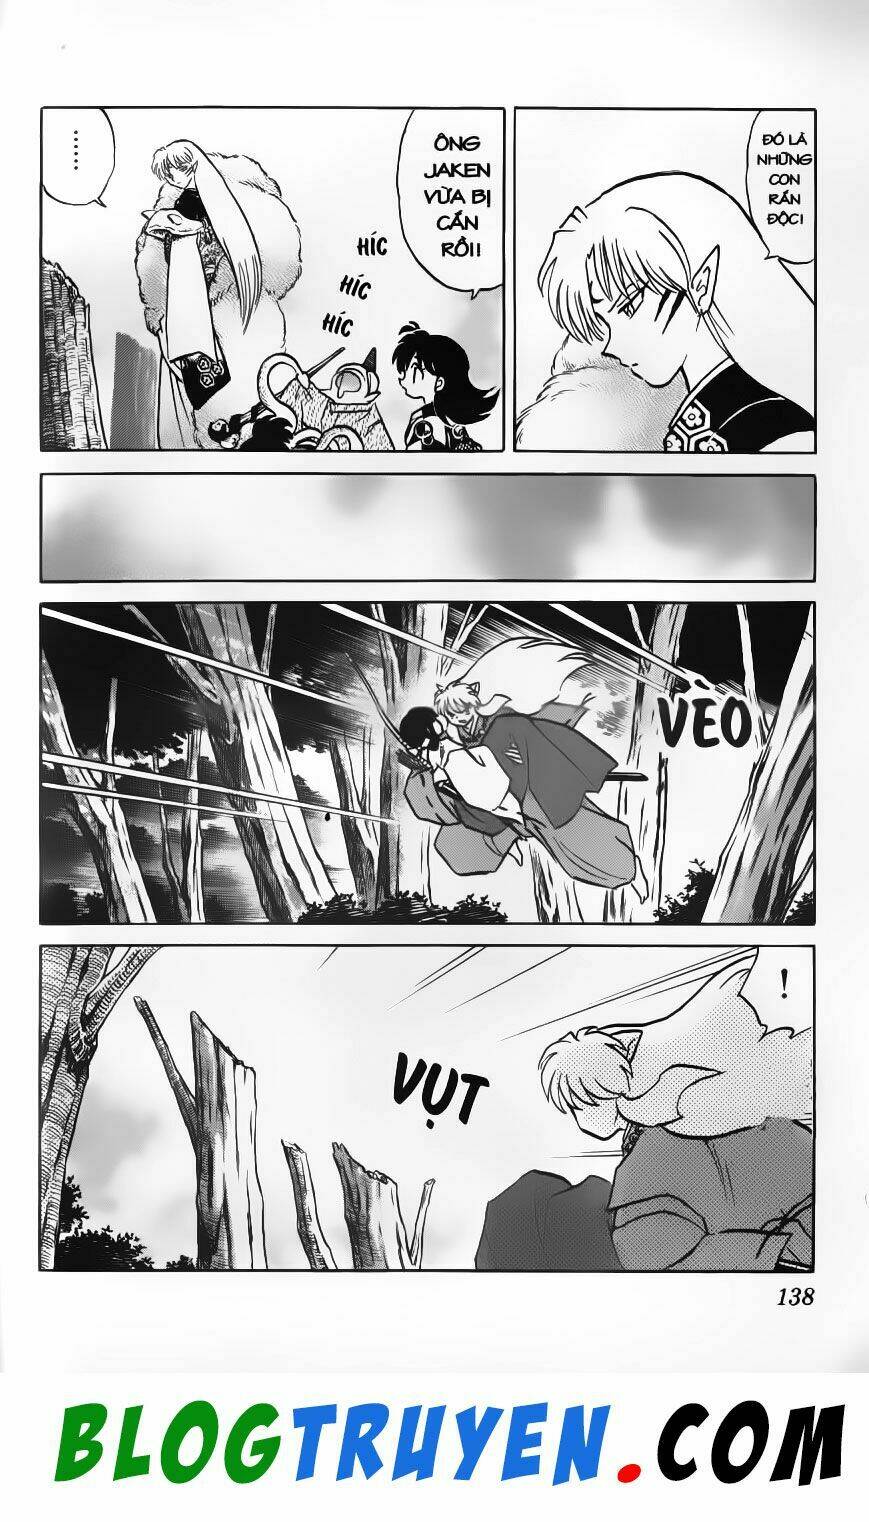 ĐÓ LÀ
NHỮNG
CON
RẮN
ĐỘC!
ÔNG
JAKEN
VỪA BỊ
CẮN
RỒI!!
HÍC
HÍC
HÍC
......
VÈO
!
VỤT
138
BLOGTRUYEN.COM